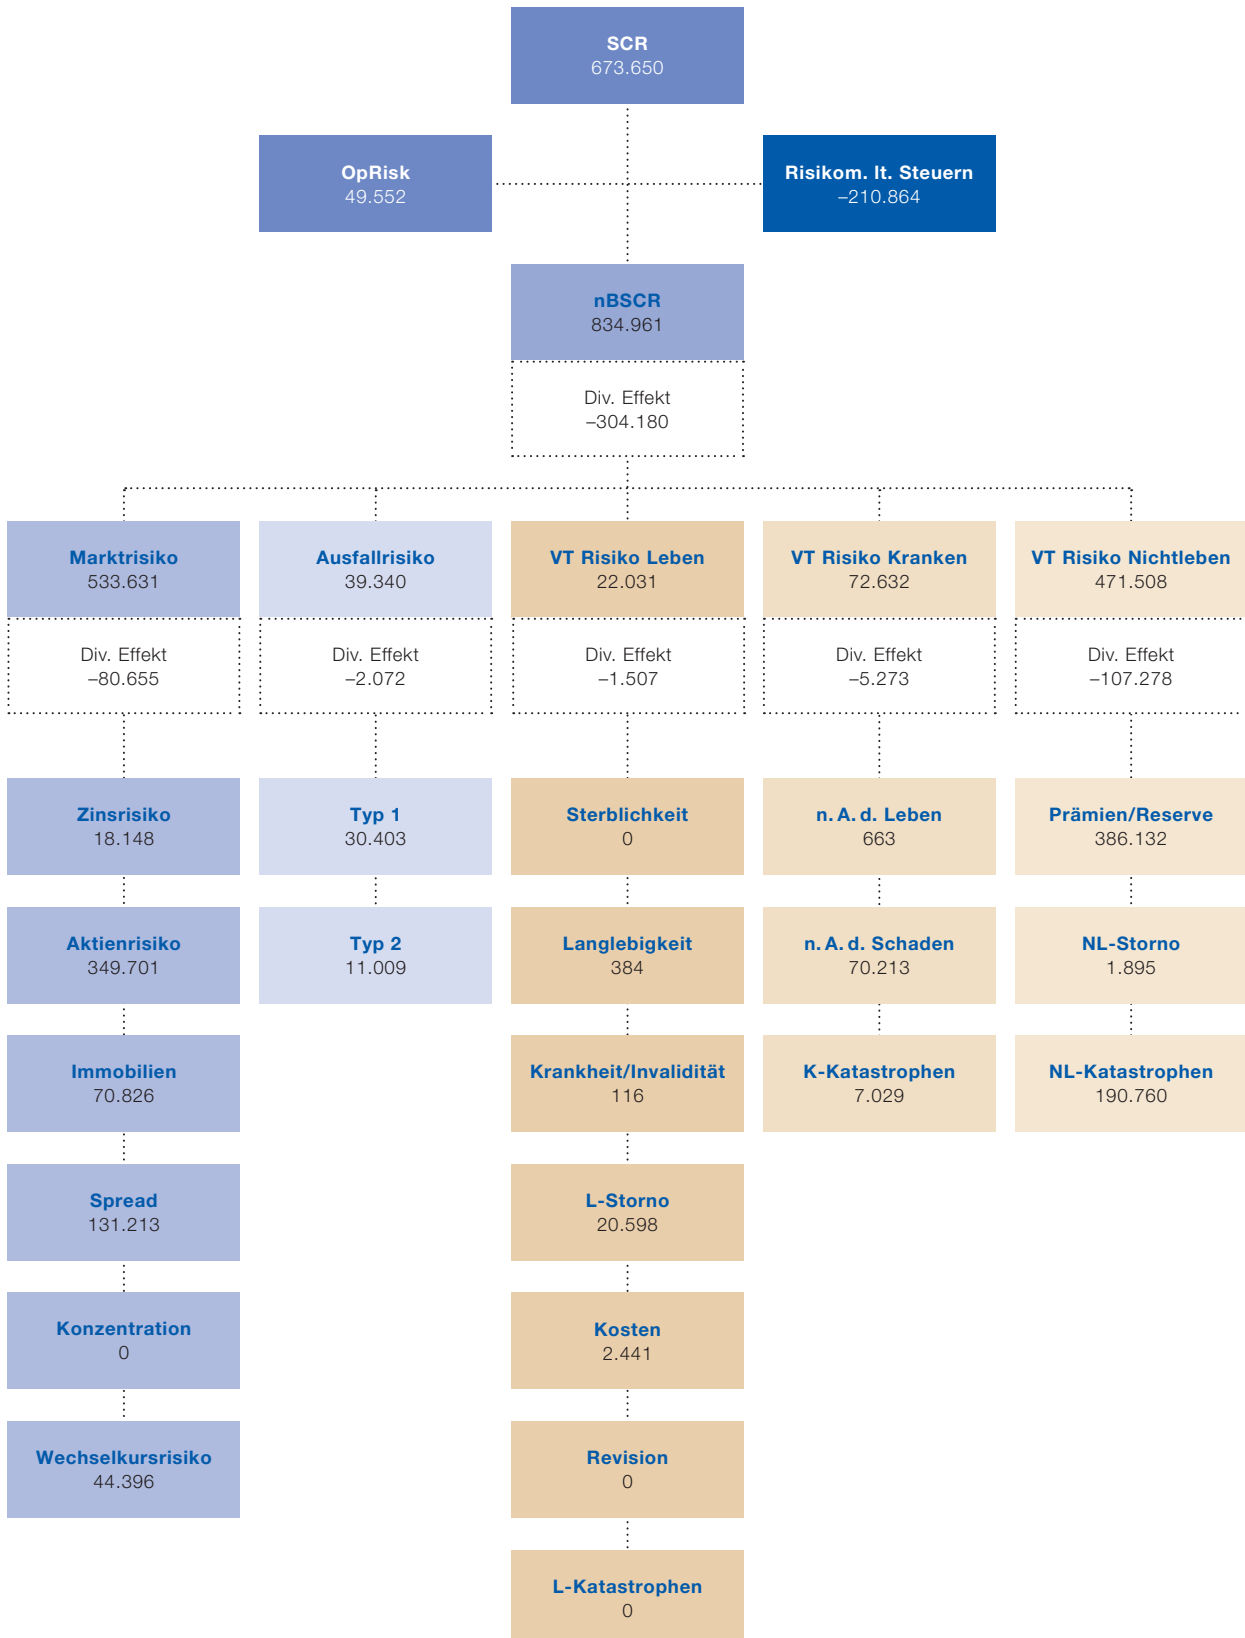 SCR
673.650
OpRisk
49.552
Risikom. lt. Steuern
–210.864
nBSCR
834.961
Div. Effekt
–304.180
Marktrisiko
533.631
Div. Effekt
–80.655
Zinsrisiko
18.148
Aktienrisiko
349.701
Immobilien
70.826
Spread
131.213
Konzentration
0
Wechselkursrisiko
44.396
Ausfallrisiko
39.340
Div. Effekt
–2.072
Typ 1
30.403
Typ 2
11.009
VT Risiko Leben
22.031
Div. Effekt
–1.507
Sterblichkeit
0
Langlebigkeit
384
Krankheit/Invalidität
116
L-Storno
20.598
Kosten
2.441
Revision
0
L-Katastrophen
0
VT Risiko Kranken
72.632
Div. Effekt
–5.273
n. A. d. Leben
663
n. A. d. Schaden
70.213
K-Katastrophen
7.029
VT Risiko Nichtleben
471.508
Div. Effekt
–107.278
Prämien/Reserve
386.132
NL-Storno
1.895
NL-Katastrophen
190.760